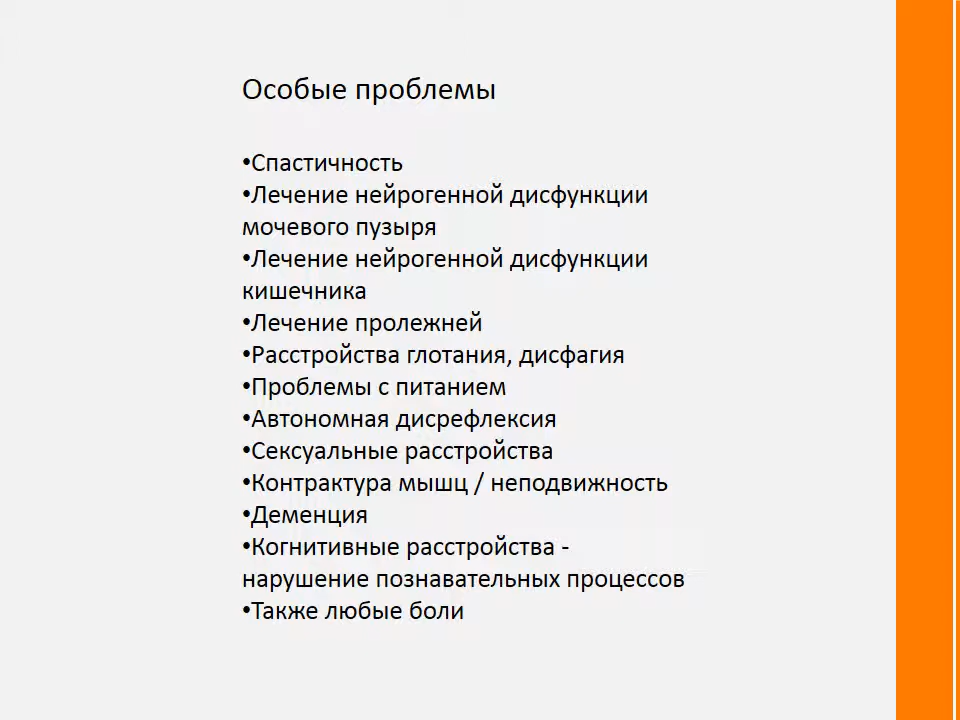 Особые проблемы
•Спастичность
•Лечение нейрогенной дисфункции
мочевого пузыря
•Лечение нейрогенной дисфункции
кишечника
•Лечение пролежней
•Расстройства глотания, дисфагия
•Проблемы с питанием
•Автономная дисрефлексия
•Сексуальные расстройства
•Контрактура мышц / неподвижность
•Деменция
•Когнитивные расстройства -
нарушение познавательных процессов
•Также любые боли